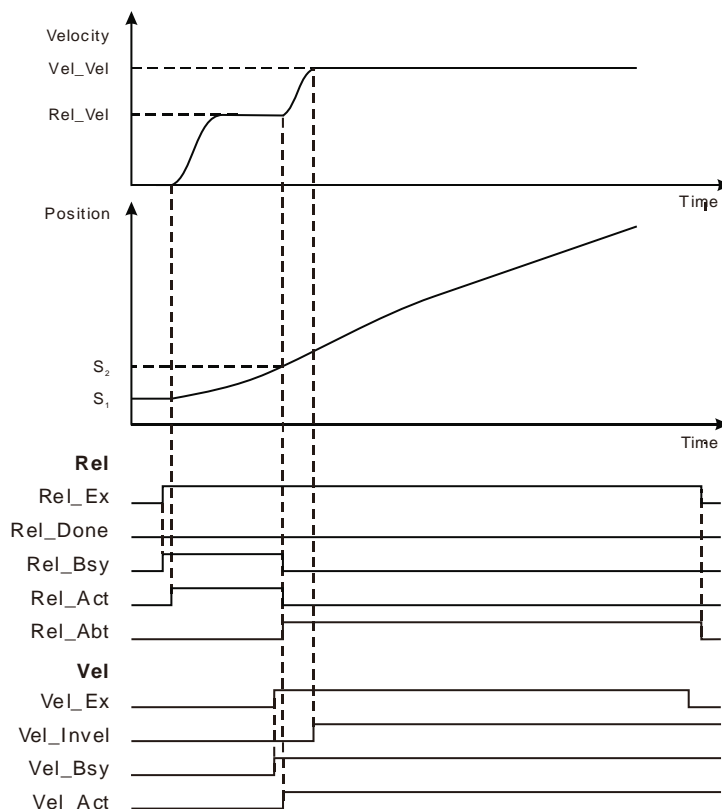 Velocity
Vel_Vel
Rel_Vel
Time
Position
S2
S1
Time
Rel
Rel_Ex
Rel_Done
Rel_Bsy
Rel_Act
Rel_Abt
Vel
Vel_Ex
Vel_Invel
Vel_Bsy
Vel_Act